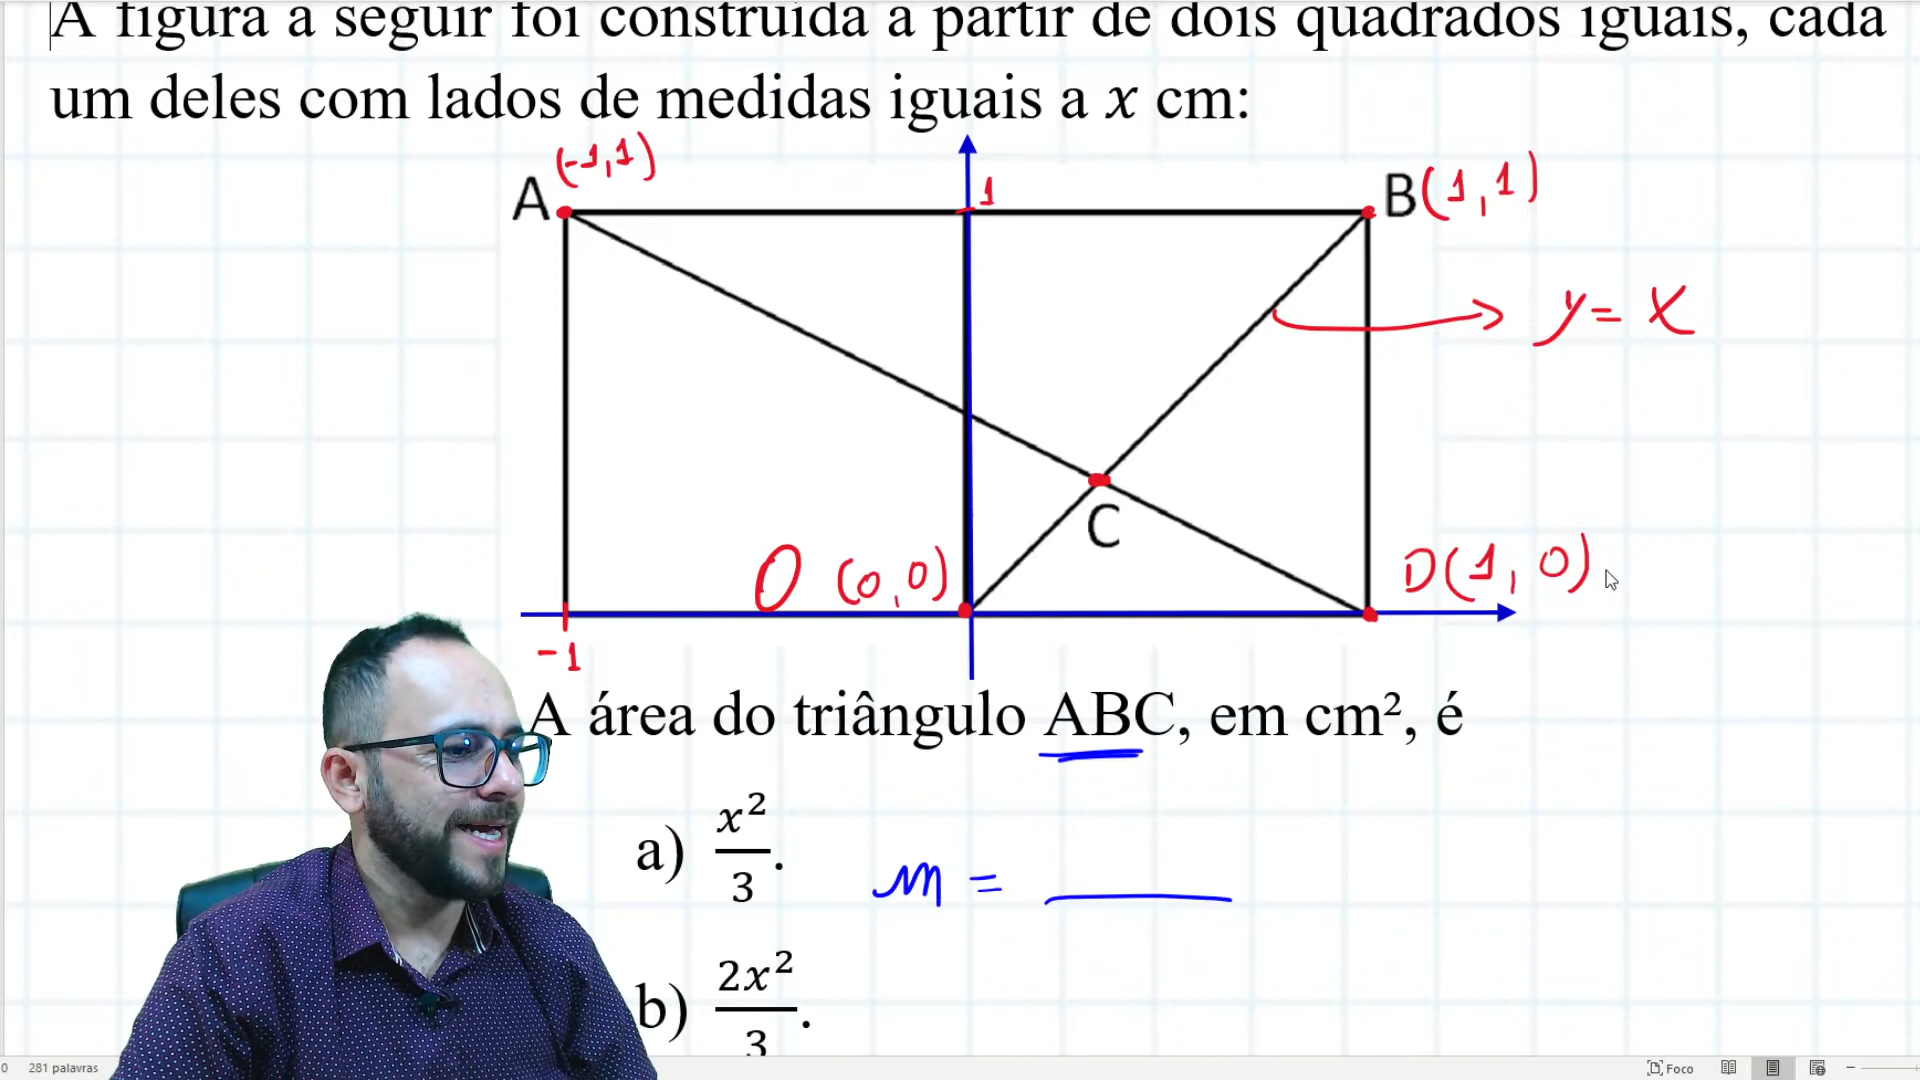 A figura a seguir foi construída a partir de dois quadrados iguais, cada
um deles com lados de medidas iguais a x cm:
(-1,1)
A
1
B(1,1)
y = x
C
O (0,0)
D(1,0)
-1
A área do triângulo ABC, em cm², é
a) x²/3.
m =
b) 2x²/3.
0 281 palavras
Foco